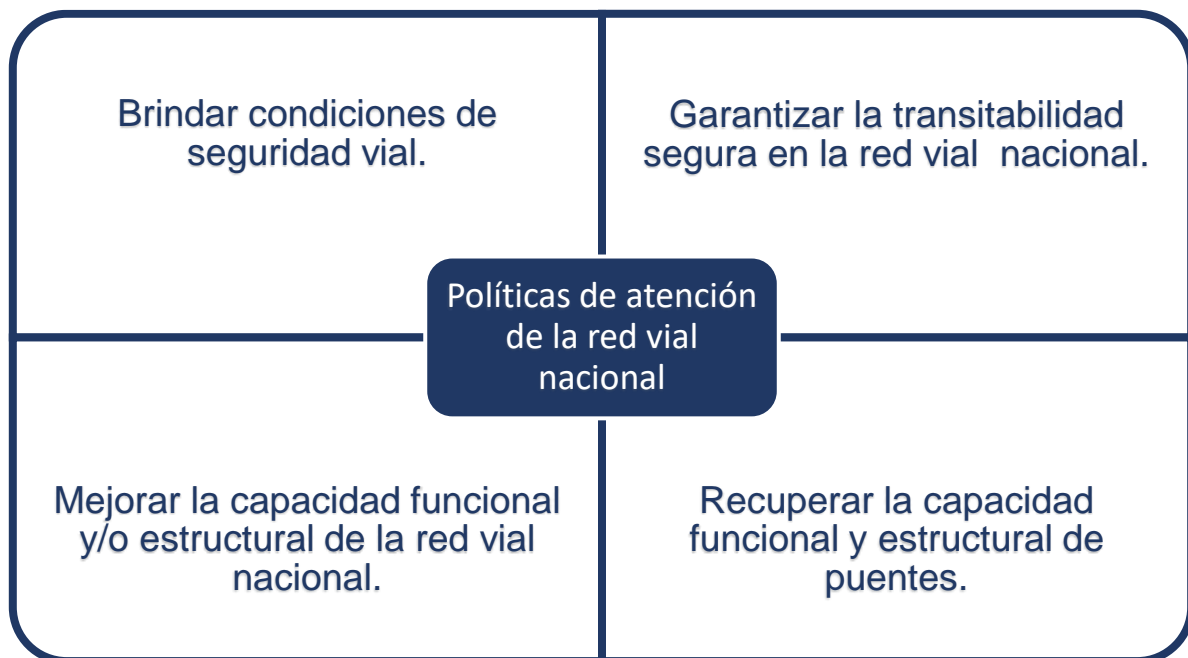 Brindar condiciones de
seguridad vial.
Garantizar la transitabilidad
segura en la red vial  nacional.
Políticas de atención
de la red vial
nacional
Mejorar la capacidad funcional
y/o estructural de la red vial
nacional.
Recuperar la capacidad
funcional y estructural de
puentes.